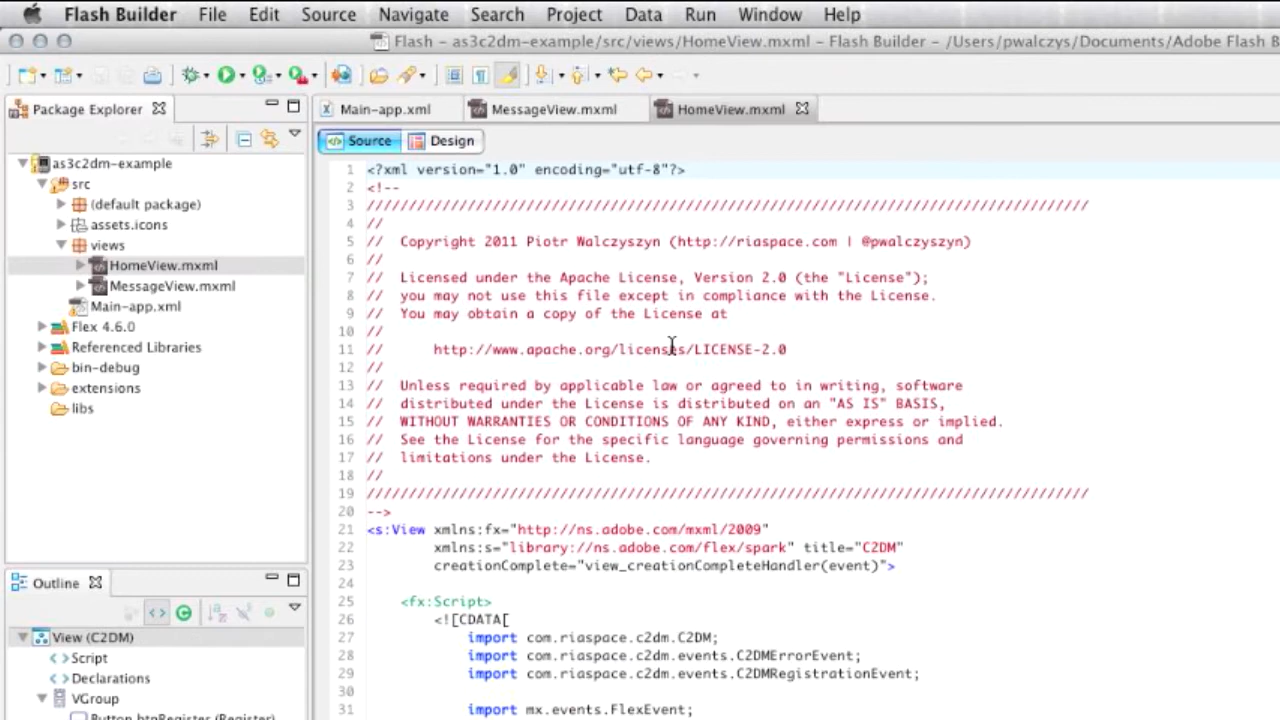 Flash Builder File Edit Source Navigate Search Project Data Run Window Help
Flash - as3c2dm-example/src/views/HomeView.mxml - Flash Builder - /Users/pwalczys/Documents/Adobe Flash B
Package Explorer
Main-app.xml MessageView.mxml HomeView.mxml
Source Design
as3c2dm-example
src
(default package)
assets.icons
views
HomeView.mxml
MessageView.mxml
Main-app.xml
Flex 4.6.0
Referenced Libraries
bin-debug
extensions
libs
Outline
View (C2DM)
Script
Declarations
VGroup
Button btnRegister (Register)
1 <?xml version="1.0" encoding="utf-8"?>
2 <!--
3 //////////////////////////////////////////////////////////////////////////////////////
4 //
5 // Copyright 2011 Piotr Walczyszyn (http://riaspace.com | @pwalczyszyn)
6 //
7 // Licensed under the Apache License, Version 2.0 (the "License");
8 // you may not use this file except in compliance with the License.
9 // You may obtain a copy of the License at
10 //
11 // http://www.apache.org/licenses/LICENSE-2.0
12 //
13 // Unless required by applicable law or agreed to in writing, software
14 // distributed under the License is distributed on an "AS IS" BASIS,
15 // WITHOUT WARRANTIES OR CONDITIONS OF ANY KIND, either express or implied.
16 // See the License for the specific language governing permissions and
17 // limitations under the License.
18 //
19 //////////////////////////////////////////////////////////////////////////////////////
20 -->
21 <s:View xmlns:fx="http://ns.adobe.com/mxml/2009"
22 xmlns:s="library://ns.adobe.com/flex/spark" title="C2DM"
23 creationComplete="view_creationCompleteHandler(event)">
24
25 <fx:Script>
26 <![CDATA[
27 import com.riaspace.c2dm.C2DM;
28 import com.riaspace.c2dm.events.C2DMErrorEvent;
29 import com.riaspace.c2dm.events.C2DMRegistrationEvent;
30
31 import mx.events.FlexEvent;